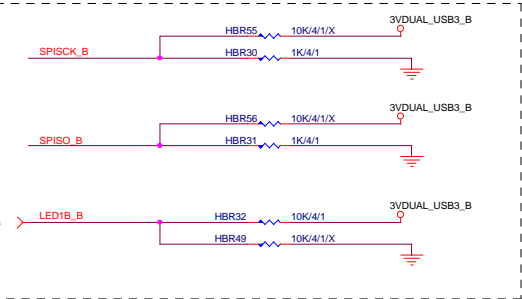 3VDUAL_USB3_B
HBR55 10K/4/1/X
SPISCK_B HBR30 1K/4/1
3VDUAL_USB3_B
HBR56 10K/4/1/X
SPISO_B HBR31 1K/4/1
3VDUAL_USB3_B
LED1B_B HBR32 10K/4/1
HBR49 10K/4/1/X